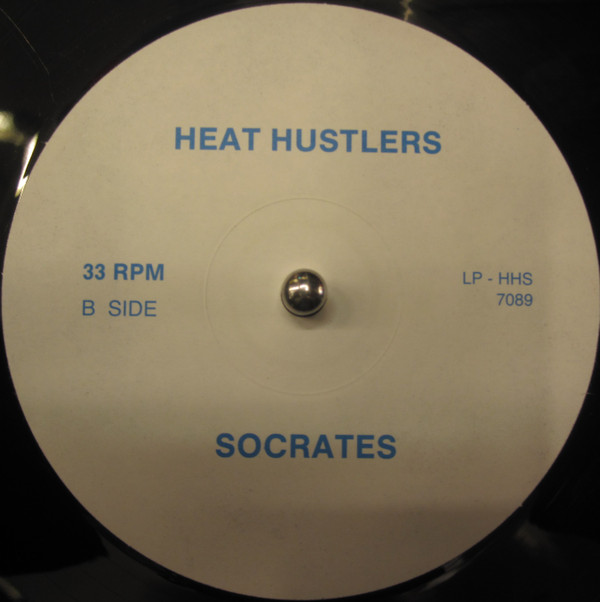 HEAT HUSTLERS
33 RPM
B SIDE
LP - HHS
7089
SOCRATES